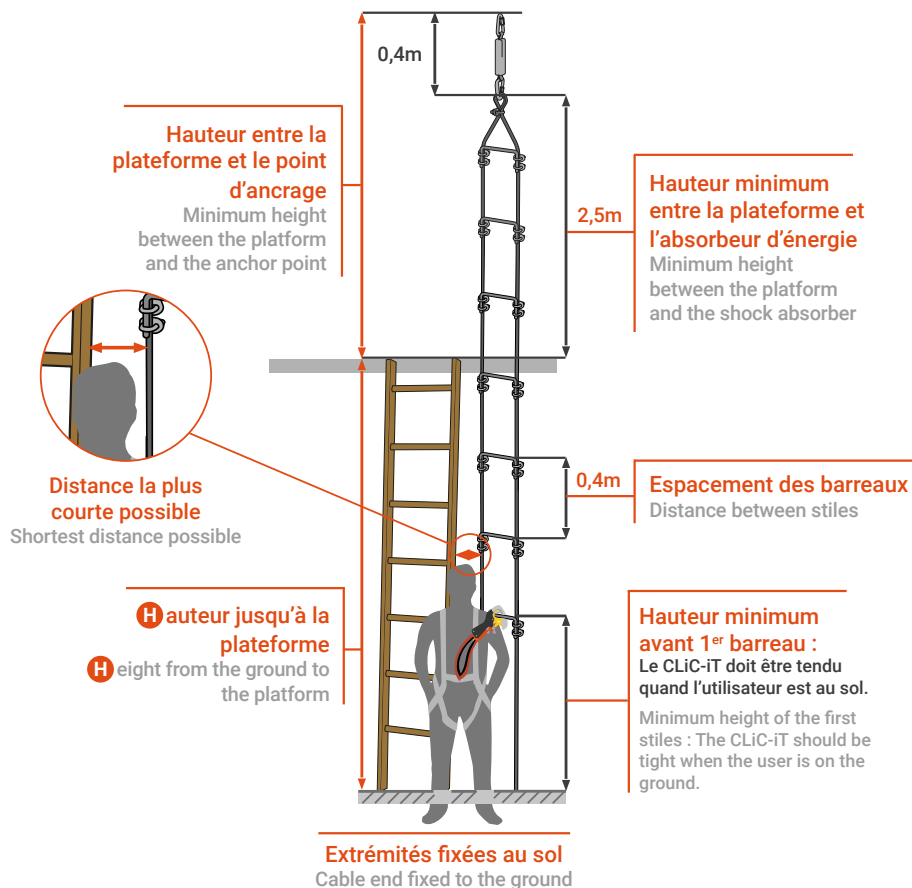 0,4m
Hauteur entre la
plateforme et le point
d'ancrage
Minimum height
between the platform
and the anchor point
2,5m
Hauteur minimum
entre la plateforme et
l'absorbeur d'énergie
Minimum height
between the platform
and the shock absorber
Distance la plus
courte possible
Shortest distance possible
0,4m
Espacement des barreaux
Distance between stiles
H auteur jusqu'à la
plateforme
H eight from the ground to
the platform
Hauteur minimum
avant 1er barreau :
Le CLiC-iT doit être tendu
quand l'utilisateur est au sol.
Minimum height of the first
stiles : The CLiC-iT should be
tight when the user is on the
ground.
Extrémités fixées au sol
Cable end fixed to the ground